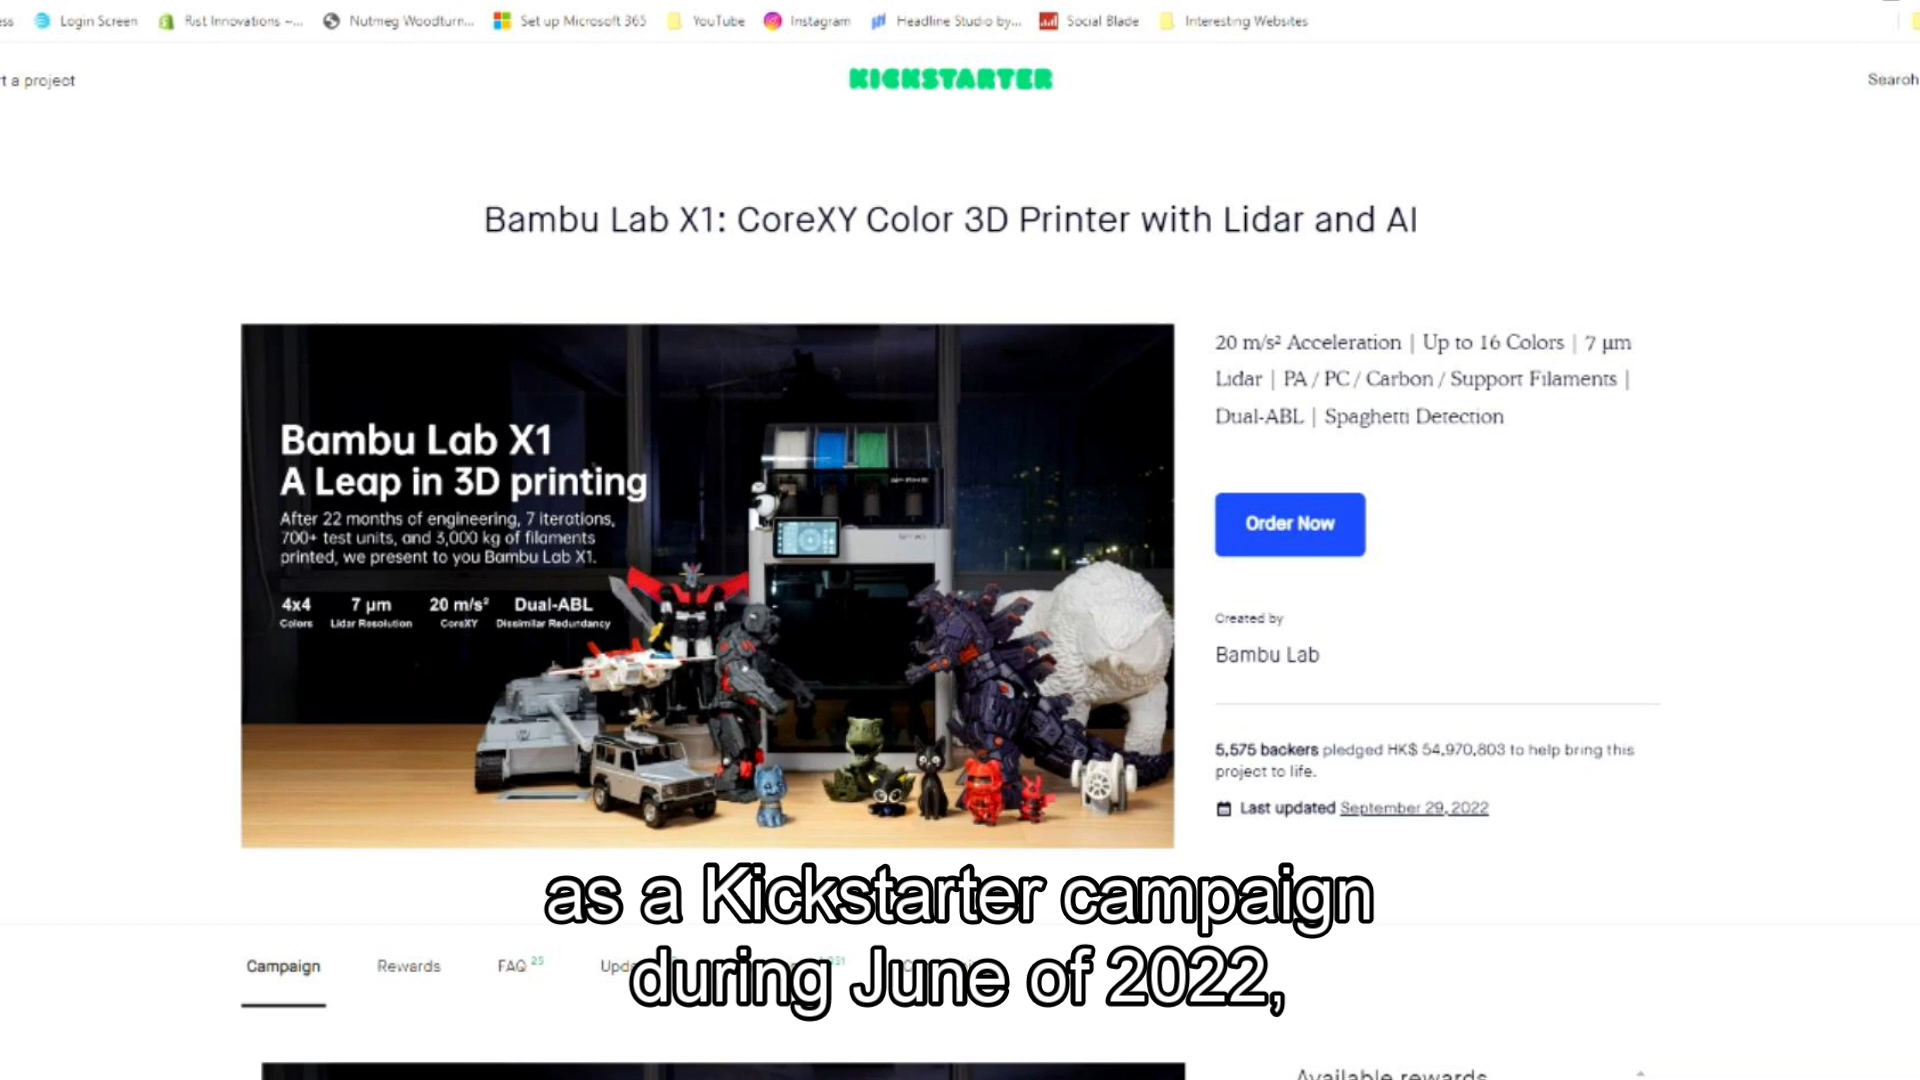 ess Login Screen Rist Innovations ~... Nutmeg Woodturn... Set up Microsoft 365 YouTube Instagram Headline Studio by... Social Blade Interesting Websites
t a project KICKSTARTER Search
Bambu Lab X1: CoreXY Color 3D Printer with Lidar and AI
Bambu Lab X1
A Leap in 3D printing
After 22 months of engineering, 7 iterations,
700+ test units, and 3,000 kg of filaments
printed, we present to you Bambu Lab X1.
4x4 7 µm 20 m/s² Dual-ABL
Colors Lidar Resolution CoreXY Dissimilar Redundancy
20 m/s² Acceleration | Up to 16 Colors | 7 µm
Lidar | PA / PC / Carbon / Support Filaments |
Dual-ABL | Spaghetti Detection
Order Now
Created by
Bambu Lab
5,575 backers pledged HK$ 54,970,803 to help bring this
project to life.
Last updated September 29, 2022
as a Kickstarter campaign
during June of 2022,
Campaign Rewards FAQ 25
Available rewards